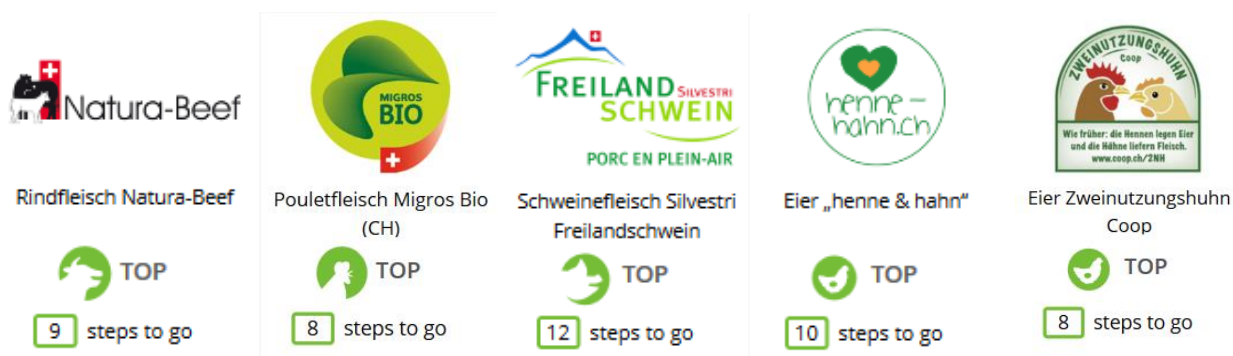 Natura-Beef
Rindfleisch Natura-Beef
TOP
9 steps to go
MIGROS
BIO
Pouletfleisch Migros Bio
(CH)
TOP
8 steps to go
FREILAND SILVESTRI
SCHWEIN
PORC EN PLEIN-AIR
Schweinefleisch Silvestri
Freilandschwein
TOP
12 steps to go
henne –
hahn.ch
Eier „henne & hahn“
TOP
10 steps to go
ZWEINUTZUNGSHUHN
Coop
Wie früher: die Hennen legen Eier
und die Hähne liefern Fleisch.
www.coop.ch/2NH
Eier Zweinutzungshuhn
Coop
TOP
8 steps to go